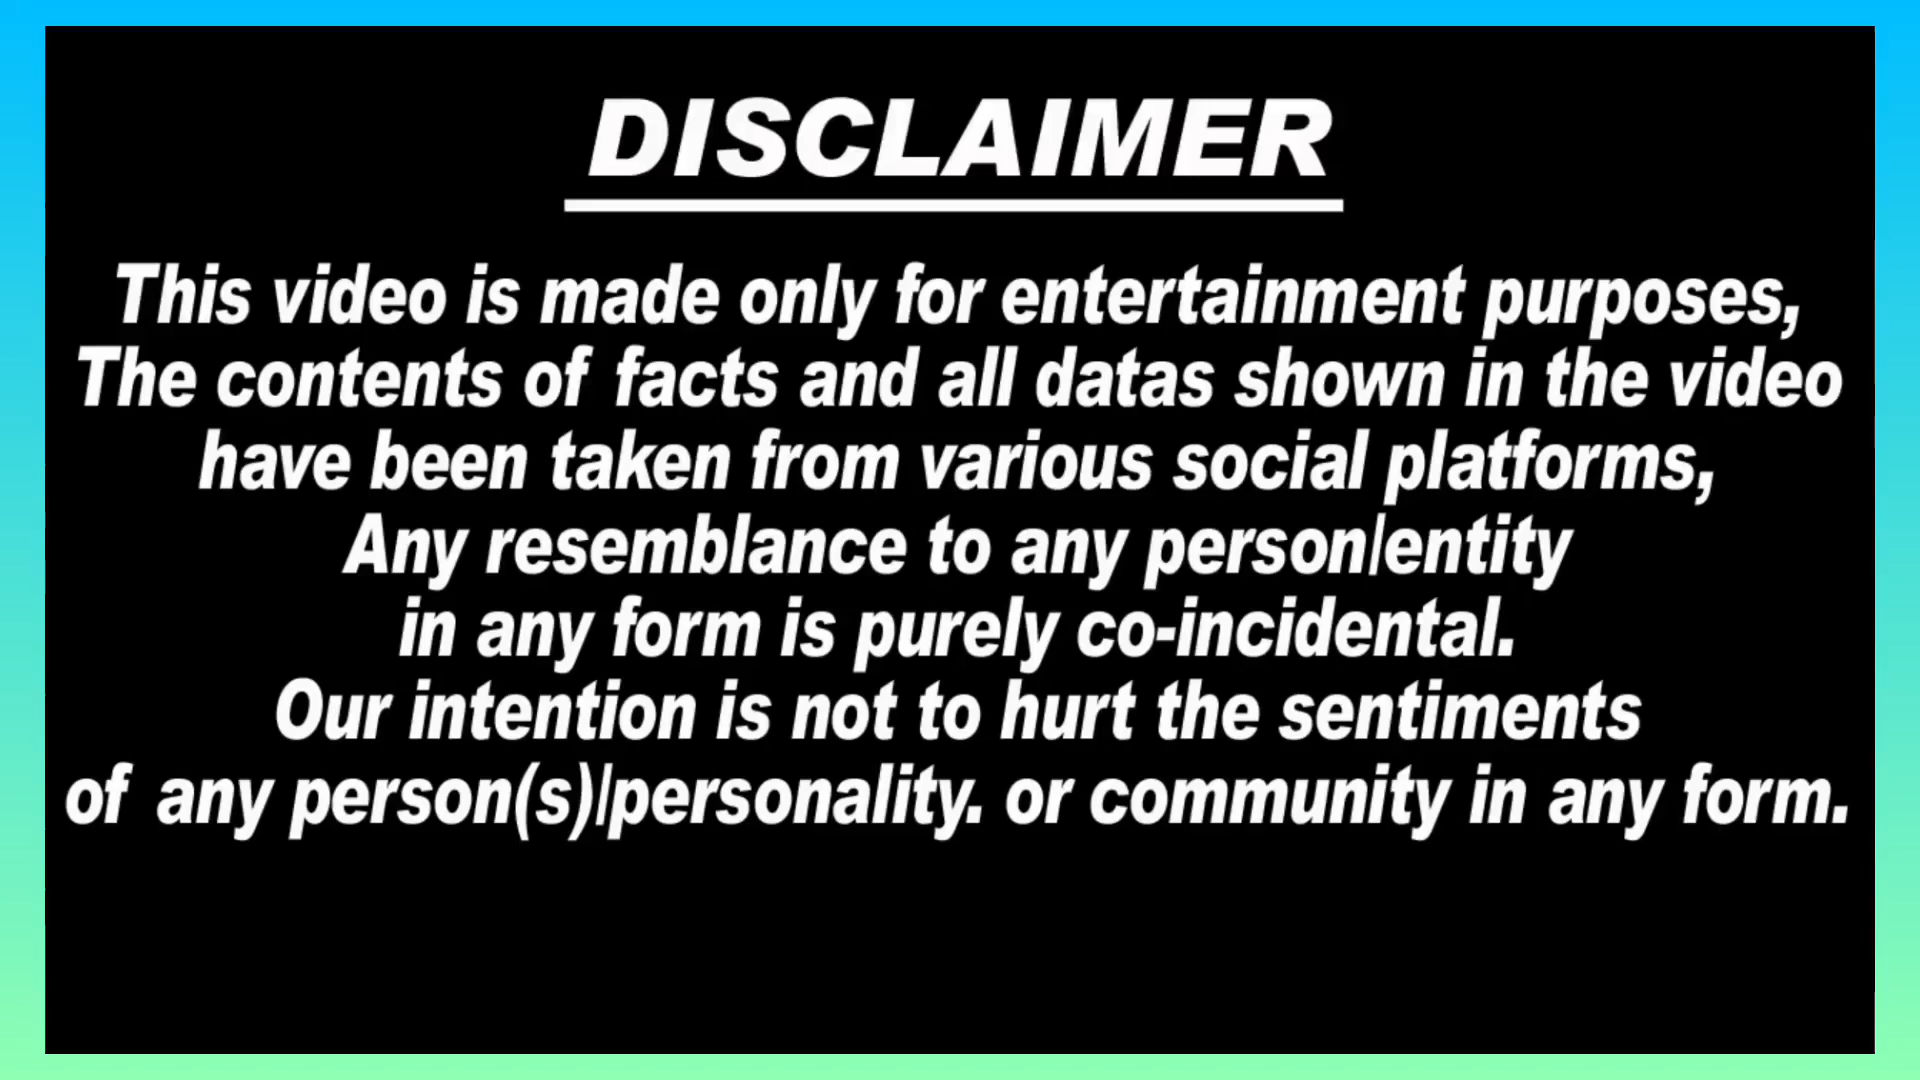 DISCLAIMER
This video is made only for entertainment purposes,
The contents of facts and all datas shown in the video
have been taken from various social platforms,
Any resemblance to any person|entity
in any form is purely co-incidental.
Our intention is not to hurt the sentiments
of any person(s)|personality. or community in any form.